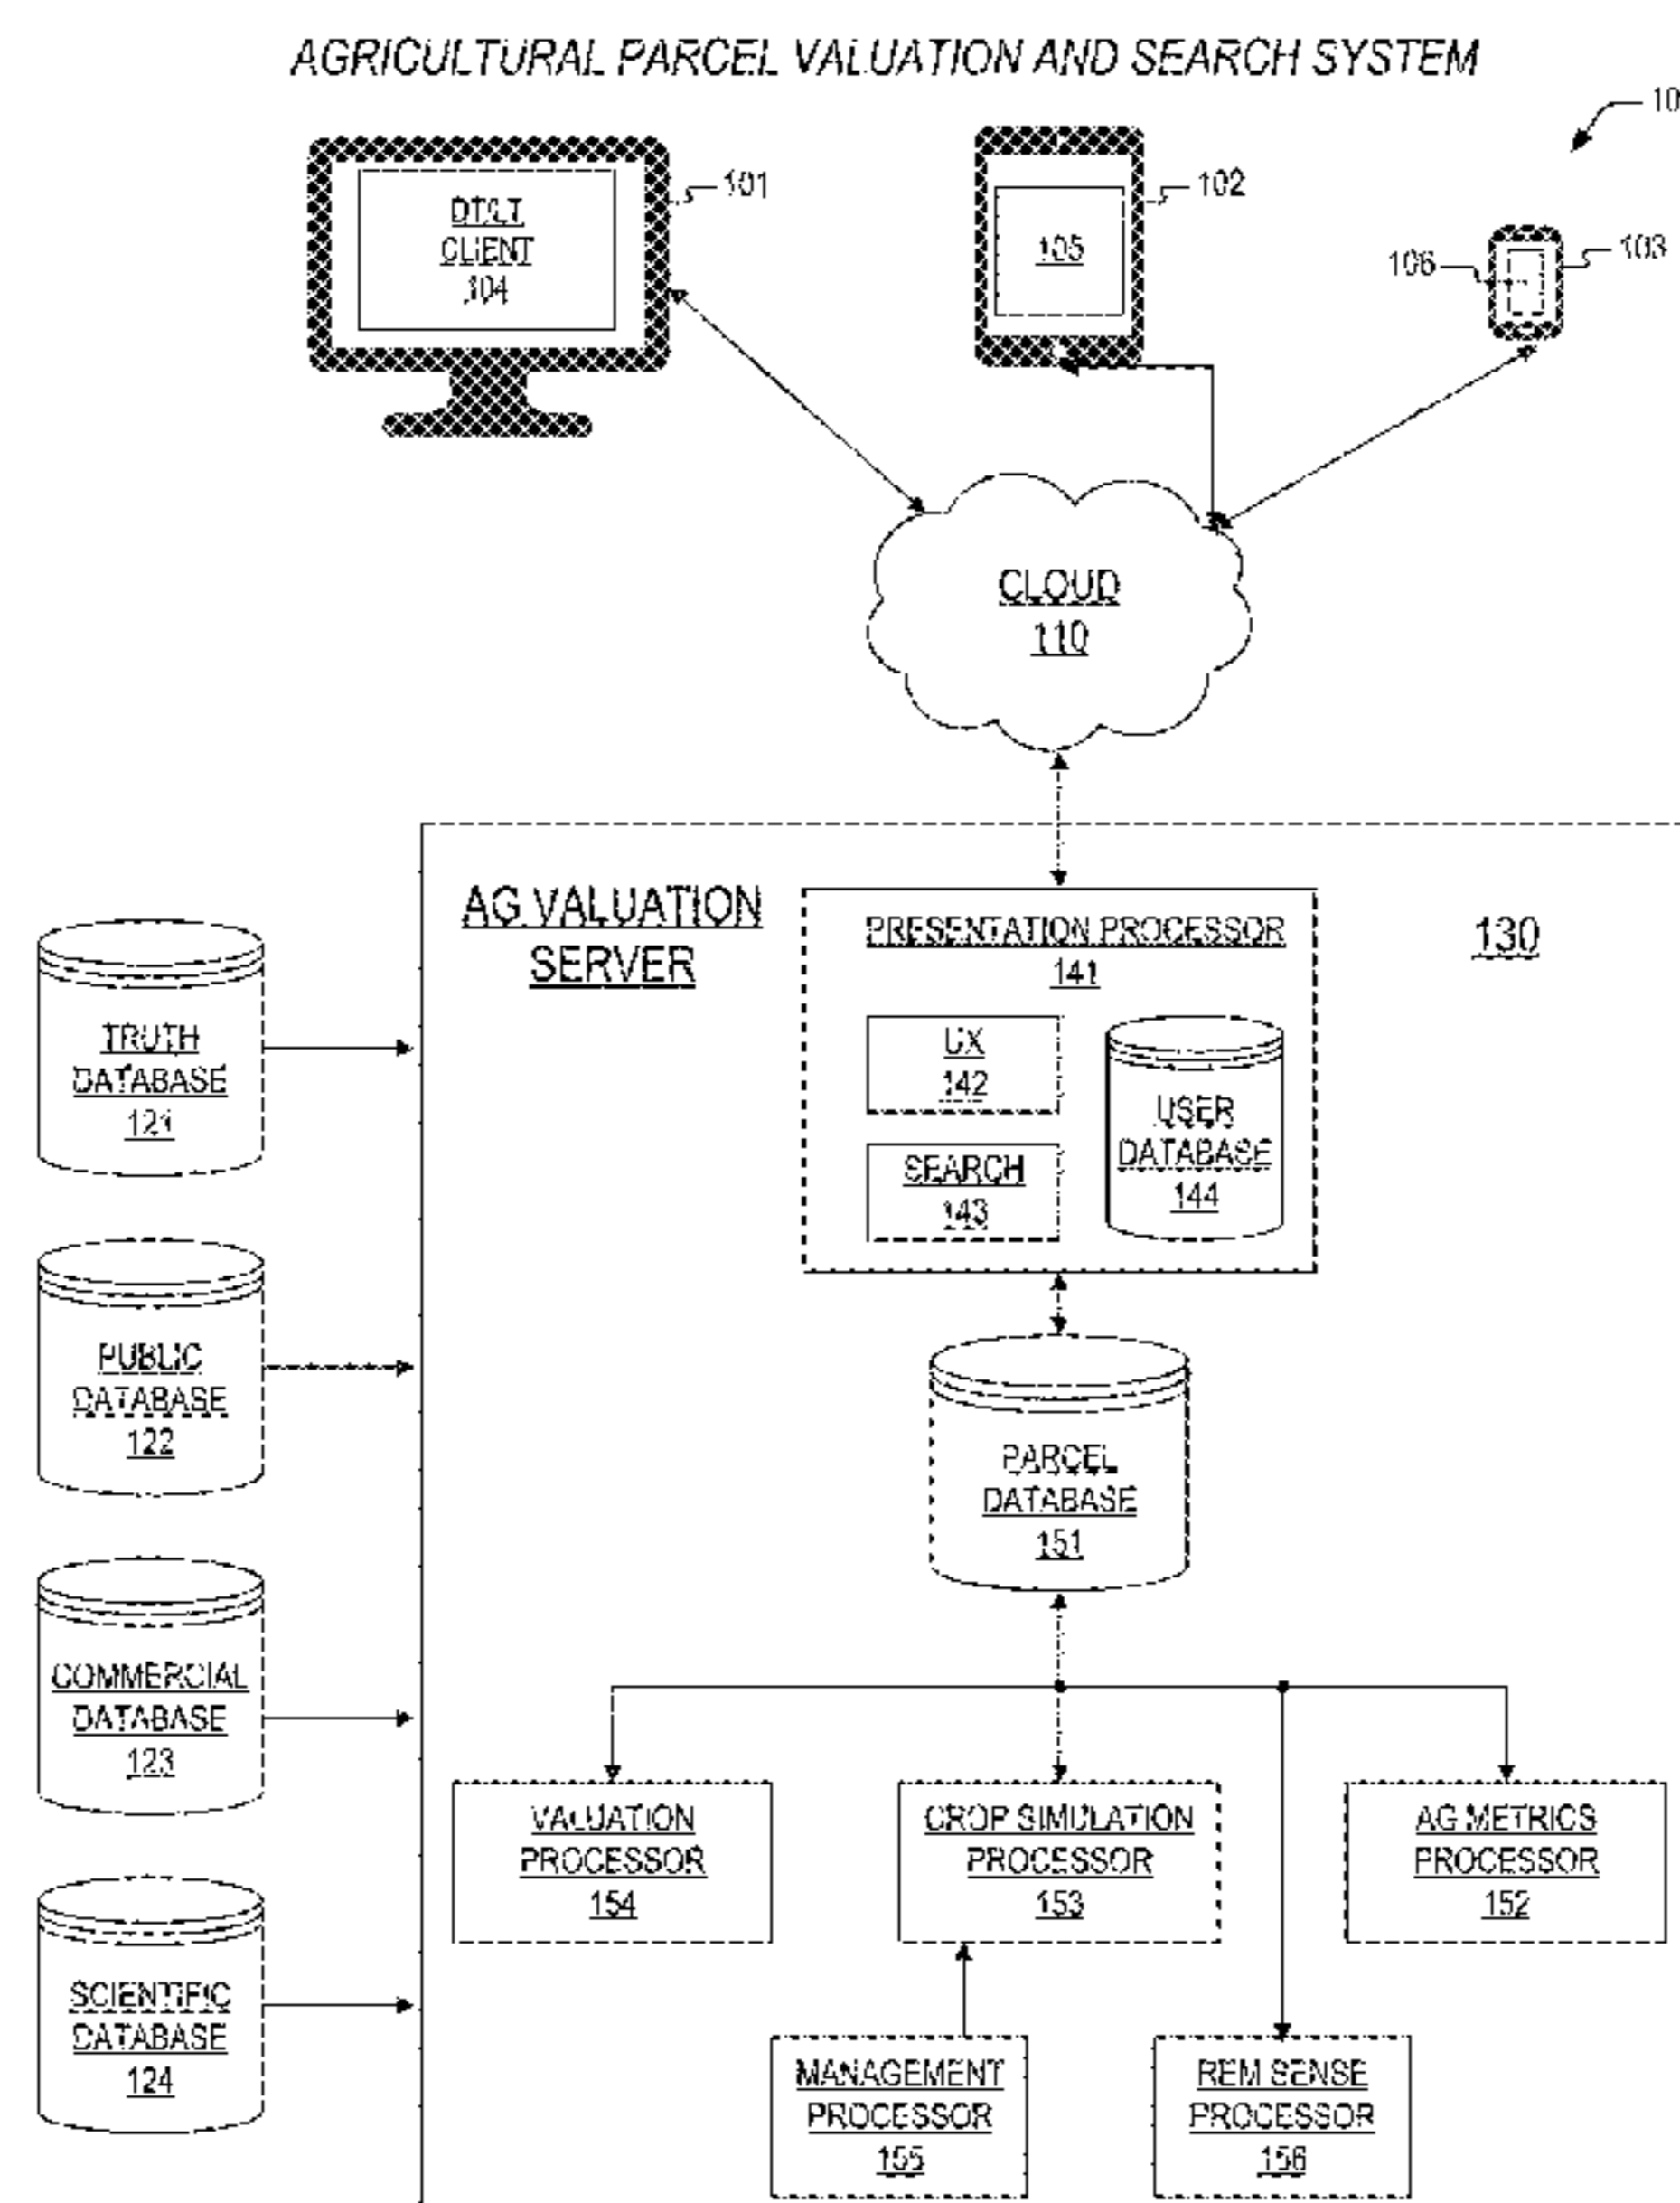 AGRICULTURAL PARCEL VALUATION AND SEARCH SYSTEM
10
101
DT/LT
CLIENT
104
102
105
106
103
CLOUD
110
AG VALUATION
SERVER
130
PRESENTATION PROCESSOR
141
UX
142
SEARCH
143
USER
DATABASE
144
TRUTH
DATABASE
121
PUBLIC
DATABASE
122
COMMERCIAL
DATABASE
123
SCIENTIFIC
DATABASE
124
PARCEL
DATABASE
151
VALUATION
PROCESSOR
154
CROP SIMULATION
PROCESSOR
153
AG METRICS
PROCESSOR
152
MANAGEMENT
PROCESSOR
155
REM SENSE
PROCESSOR
156